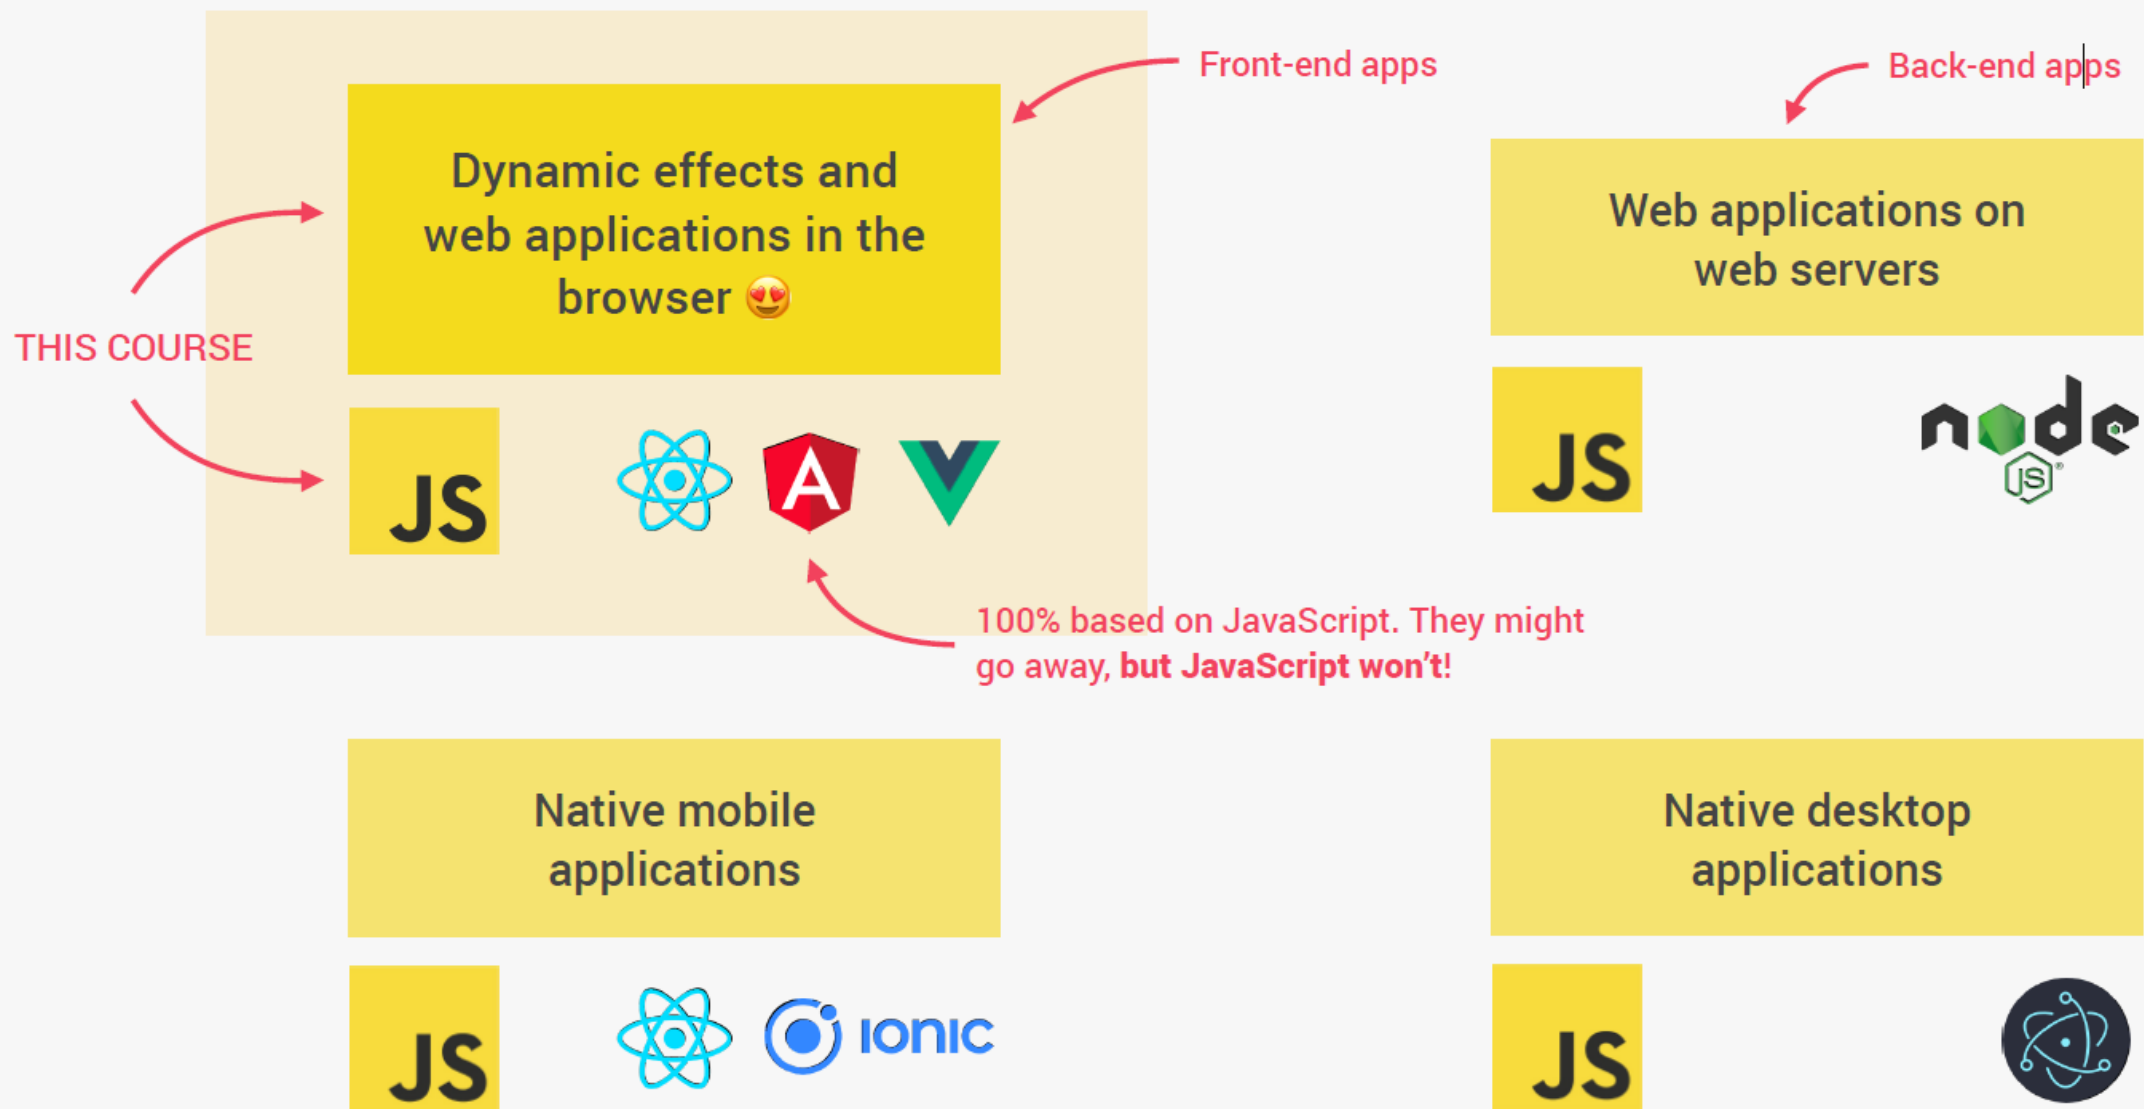 Front-end apps
Back-end apps
Dynamic effects and
web applications in the
browser 😍
Web applications on
web servers
THIS COURSE
JS
A
JS
node
JS®
100% based on JavaScript. They might
go away, but JavaScript won't!
Native mobile
applications
Native desktop
applications
JS
IONIC
JS